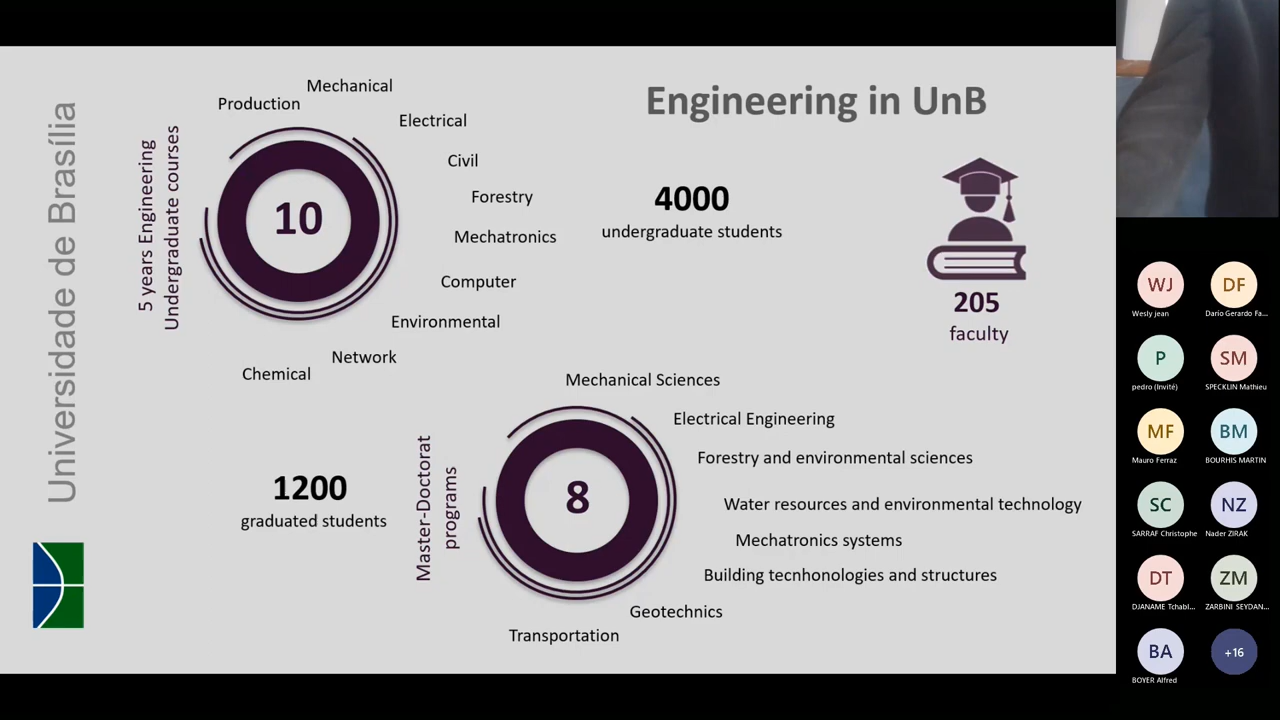 Universidade de Brasília
Engineering in UnB
5 years Engineering
Undergraduate courses
10
Production
Mechanical
Electrical
Civil
Forestry
Mechatronics
Computer
Environmental
Network
Chemical
4000
undergraduate students
205
faculty
1200
graduated students
Master-Doctorat
programs
8
Mechanical Sciences
Electrical Engineering
Forestry and environmental sciences
Water resources and environmental technology
Mechatronics systems
Building tecnhonologies and structures
Geotechnics
Transportation
WJ
Wesly jean
DF
Darío Gerardo Fa...
P
pedro (Invité)
SM
SPECKLIN Mathieu
MF
Mauro Ferraz
BM
BOURHIS MARTIN
SC
SARRAF Christophe
NZ
Nader ZIRAK
DT
DJANAME Tchabl...
ZM
ZARBINI SEYDAN...
BA
BOYER Alfred
+16